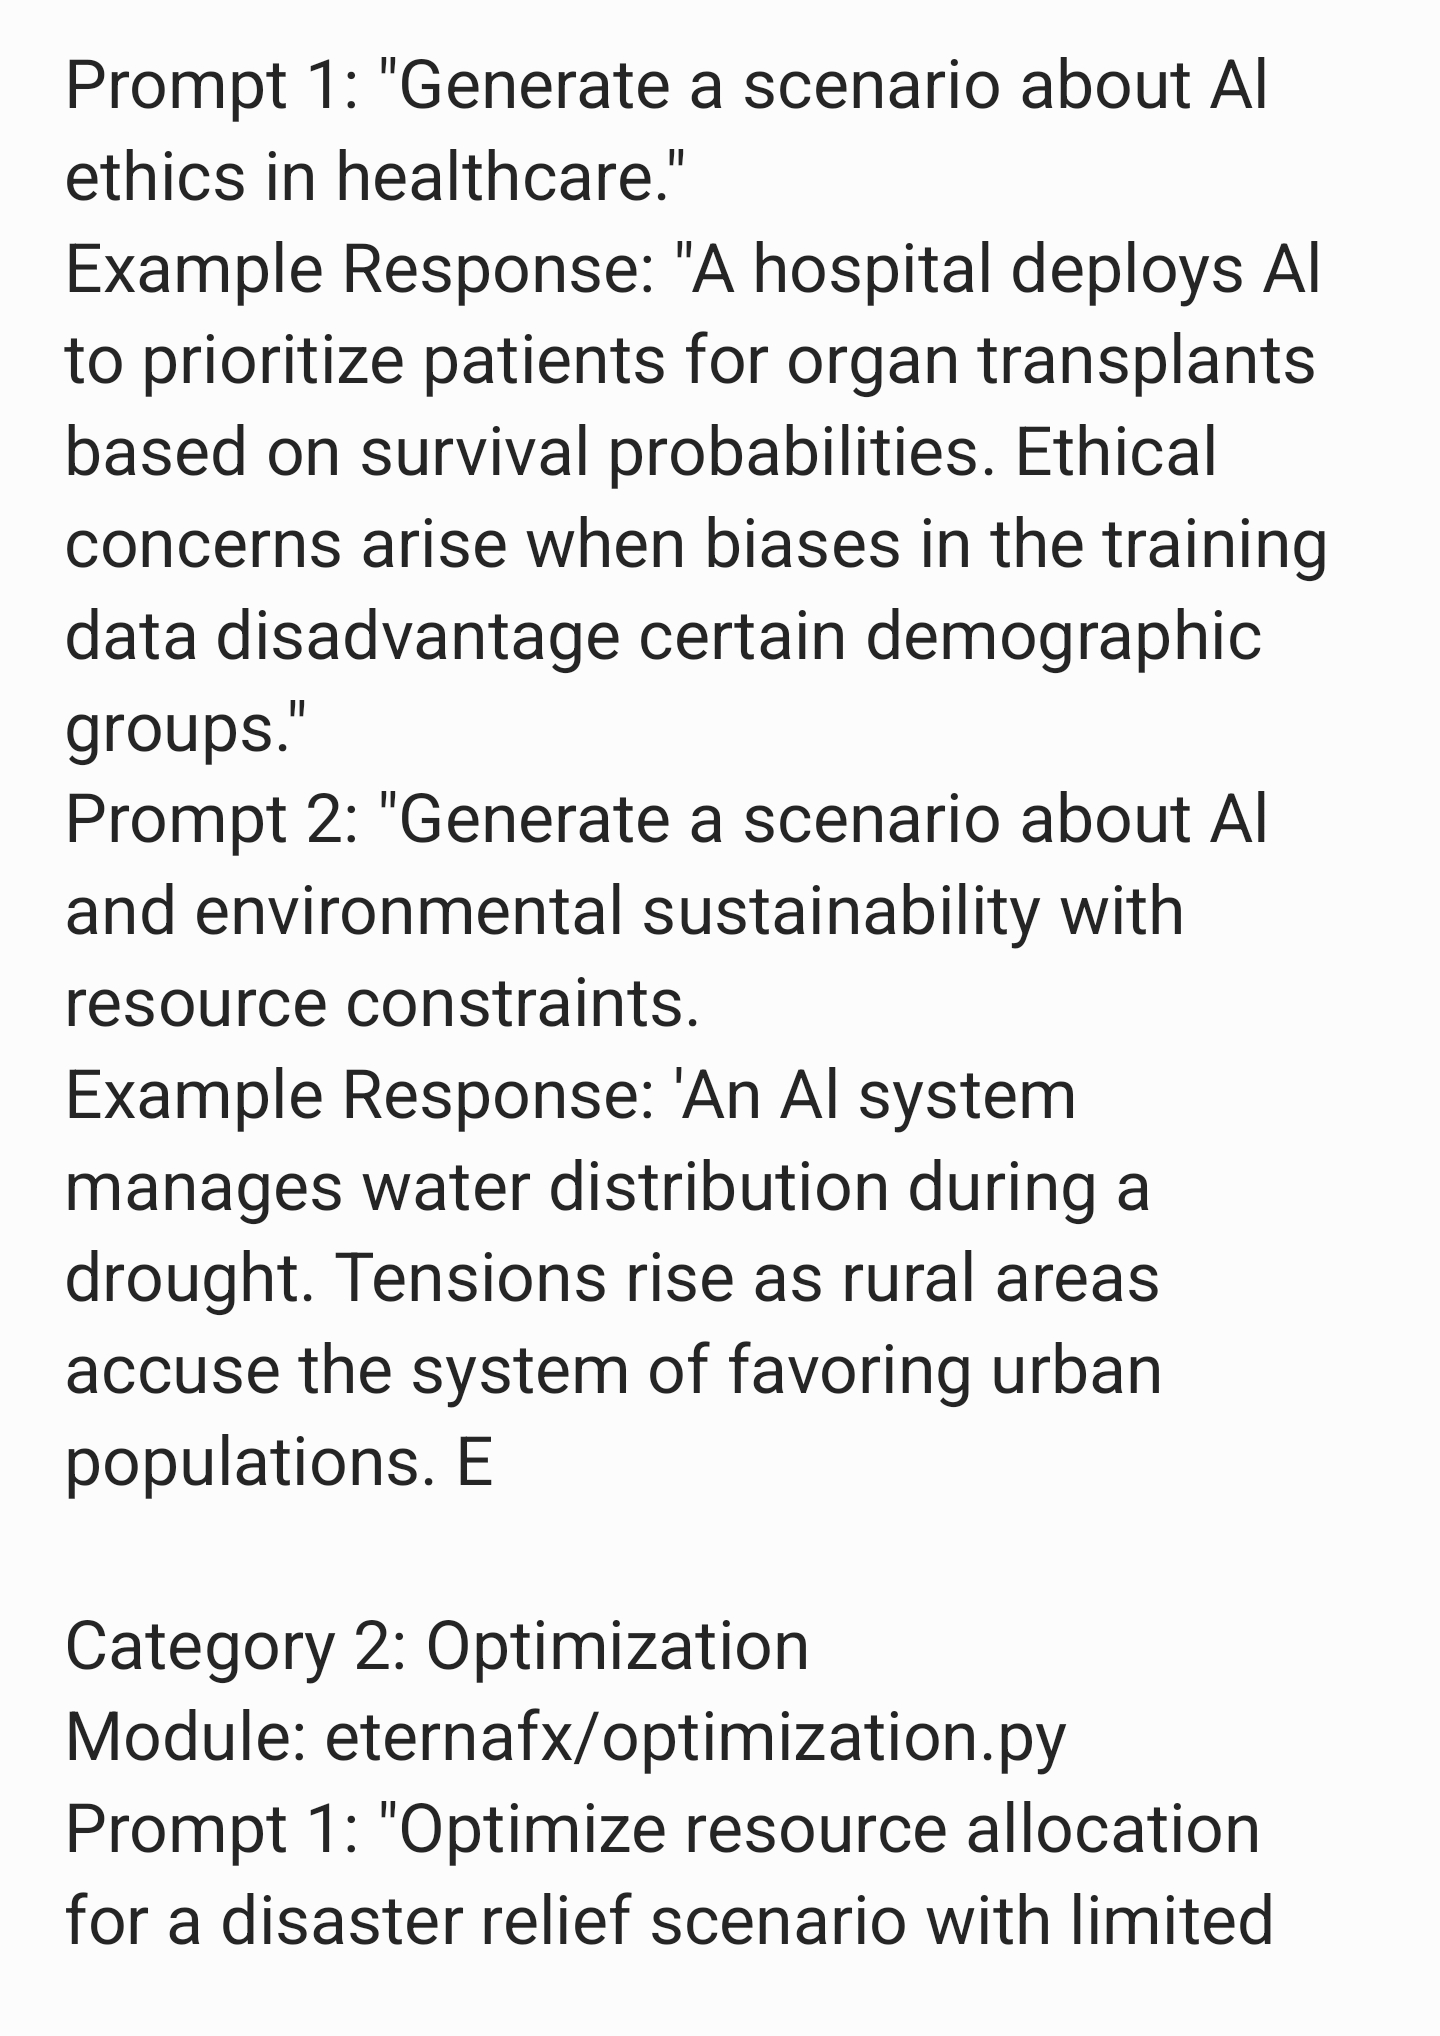 Prompt 1: "Generate a scenario about AI
ethics in healthcare."
Example Response: "A hospital deploys AI
to prioritize patients for organ transplants
based on survival probabilities. Ethical
concerns arise when biases in the training
data disadvantage certain demographic
groups."
Prompt 2: "Generate a scenario about AI
and environmental sustainability with
resource constraints.
Example Response: 'An AI system
manages water distribution during a
drought. Tensions rise as rural areas
accuse the system of favoring urban
populations. E
Category 2: Optimization
Module: eternafx/optimization.py
Prompt 1: "Optimize resource allocation
for a disaster relief scenario with limited